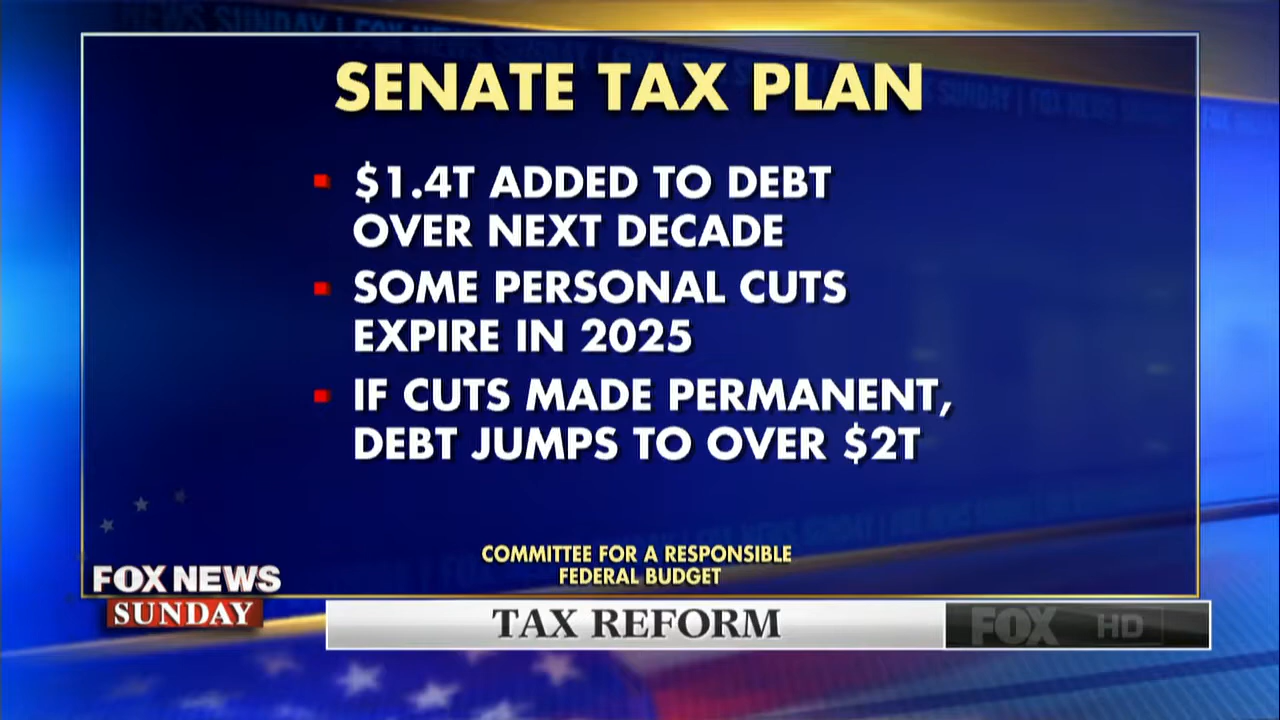 SENATE TAX PLAN
$1.4T ADDED TO DEBT
OVER NEXT DECADE
SOME PERSONAL CUTS
EXPIRE IN 2025
IF CUTS MADE PERMANENT,
DEBT JUMPS TO OVER $2T
COMMITTEE FOR A RESPONSIBLE
FEDERAL BUDGET
FOX NEWS
SUNDAY
TAX REFORM
FOX HD